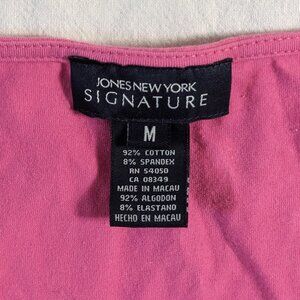 JONES NEW YORK
SIGNATURE
M
92% COTTON
8% SPANDEX
RN 54050
CA 08349
MADE IN MACAU
92% ALGODON
8% ELASTANO
HECHO EN MACAU